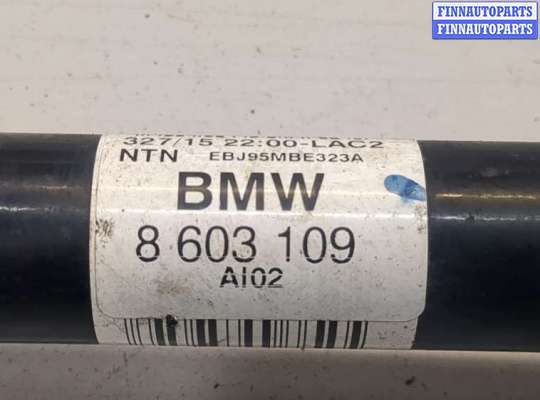 FINNAUTOPARTS
FINNAUTOPARTS
327/15 22:00-LAC2
NTN EBJ95MBE323A
BMW
8 603 109
AI02